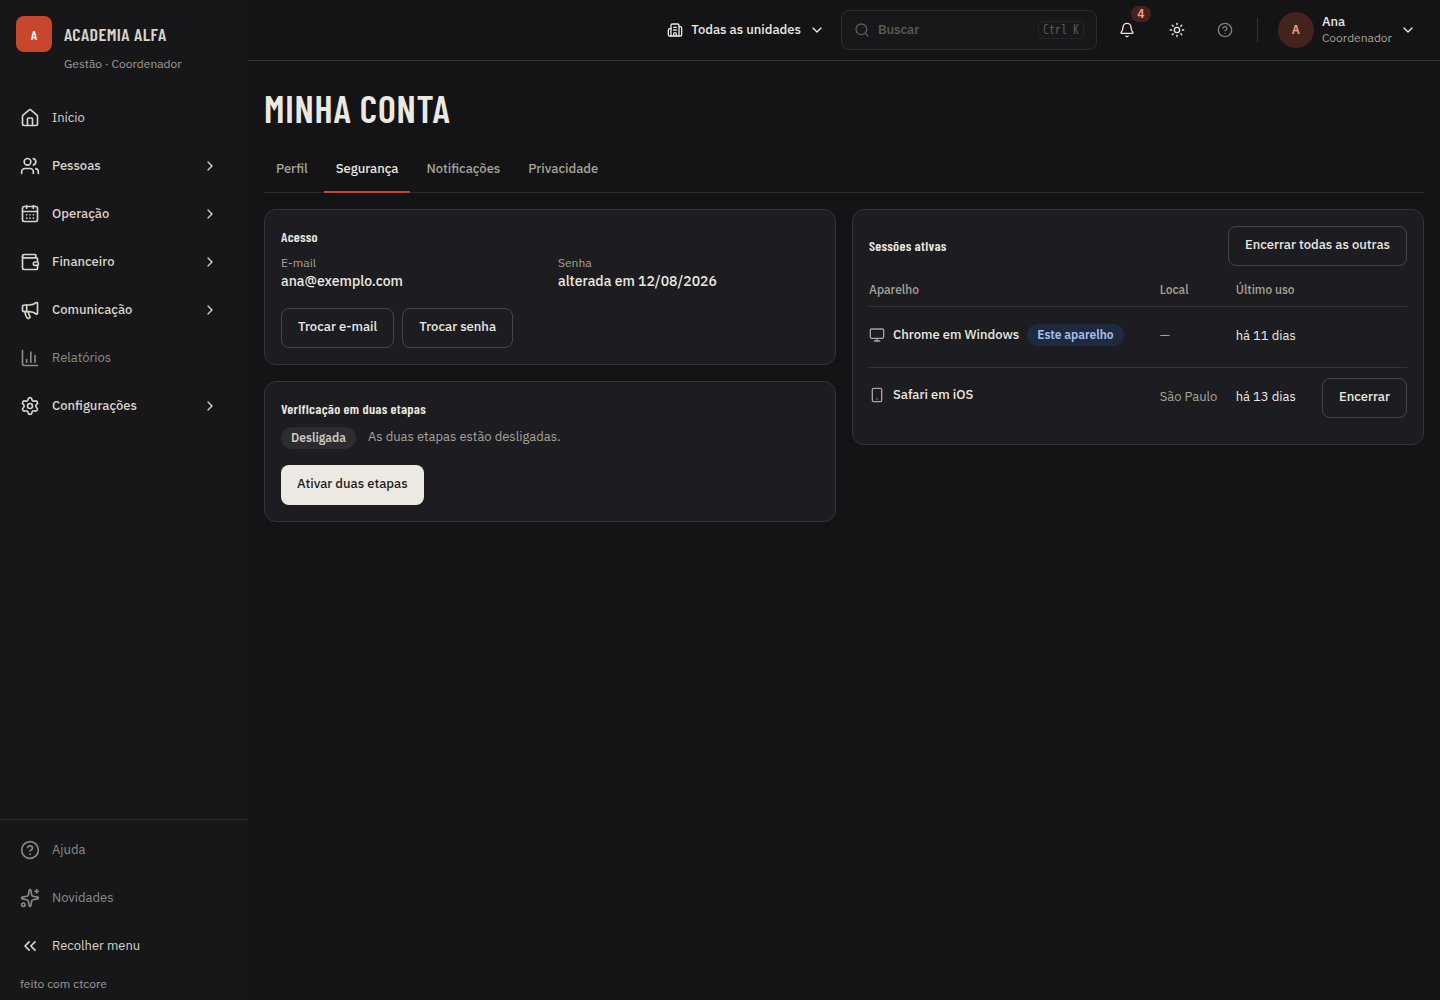 A
ACADEMIA ALFA
Gestão · Coordenador
Início
Pessoas
Operação
Financeiro
Comunicação
Relatórios
Configurações
Ajuda
Novidades
Recolher menu
feito com ctcore
Todas as unidades
Buscar
Ctrl K
4
A
Ana
Coordenador
MINHA CONTA
Perfil
Segurança
Notificações
Privacidade
Acesso
E-mail
Senha
ana@exemplo.com
alterada em 12/08/2026
Trocar e-mail
Trocar senha
Verificação em duas etapas
Desligada
As duas etapas estão desligadas.
Ativar duas etapas
Sessões ativas
Encerrar todas as outras
Aparelho
Local
Último uso
Chrome em Windows
Este aparelho
—
há 11 dias
Safari em iOS
São Paulo
há 13 dias
Encerrar